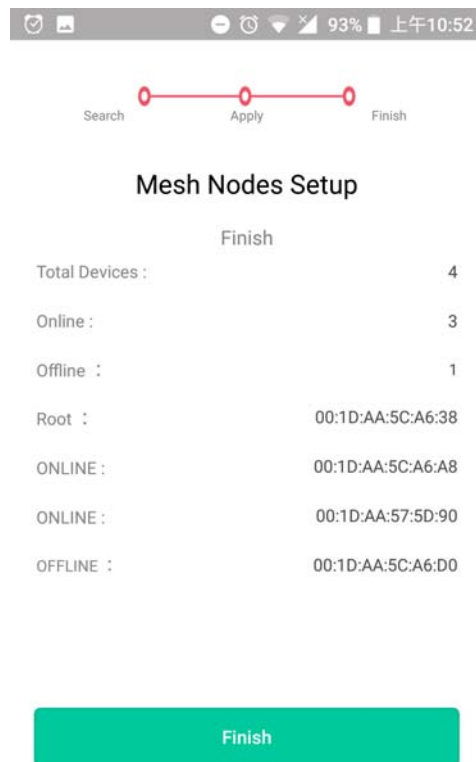 93% 上午10:52
Search Apply Finish
Mesh Nodes Setup
Finish
Total Devices : 4
Online : 3
Offline : 1
Root : 00:1D:AA:5C:A6:38
ONLINE : 00:1D:AA:5C:A6:A8
ONLINE : 00:1D:AA:57:5D:90
OFFLINE : 00:1D:AA:5C:A6:D0
Finish